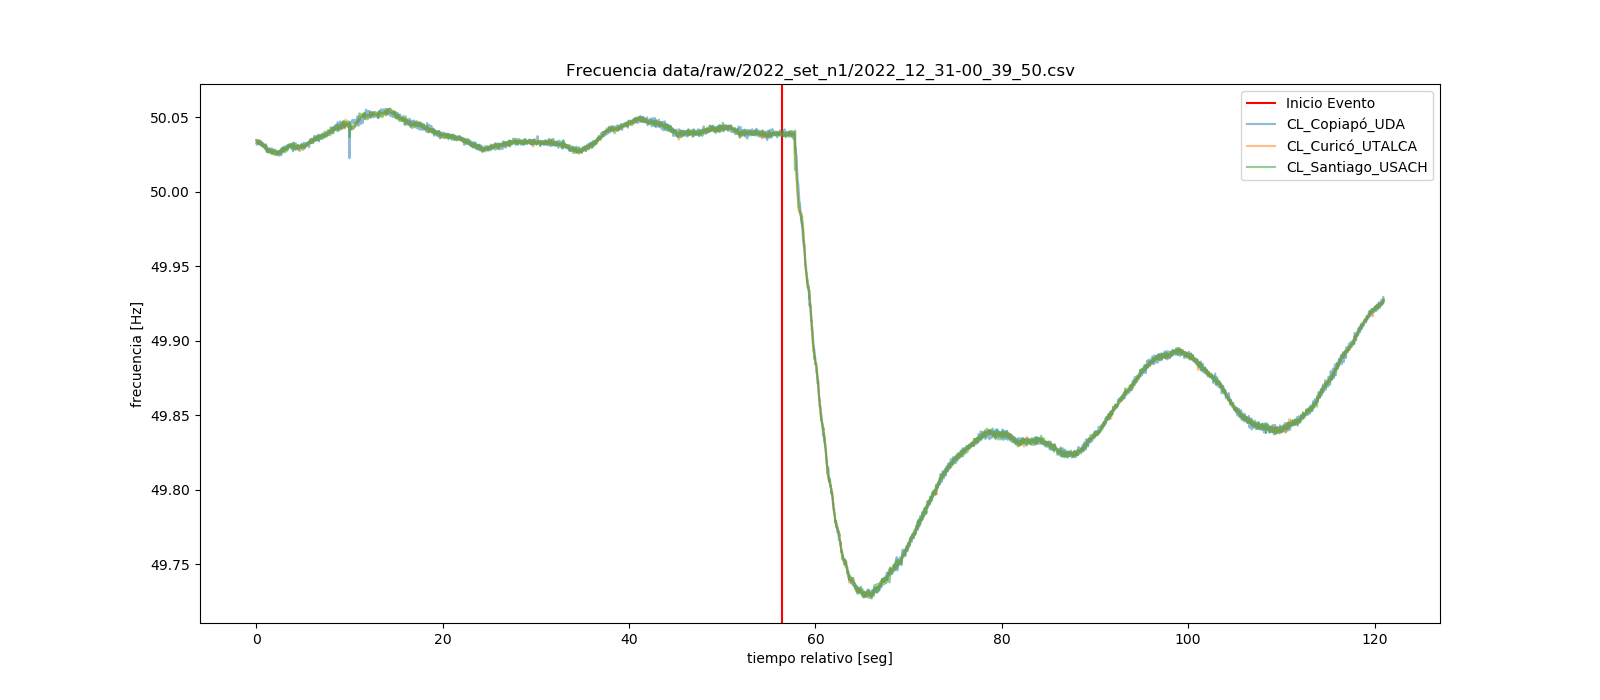 Frecuencia data/raw/2022_set_n1/2022_12_31-00_39_50.csv
Inicio Evento
CL_Copiapó_UDA
CL_Curicó_UTALCA
CL_Santiago_USACH
frecuencia [Hz]
50.05
50.00
49.95
49.90
49.85
49.80
49.75
0 20 40 60 80 100 120
tiempo relativo [seg]